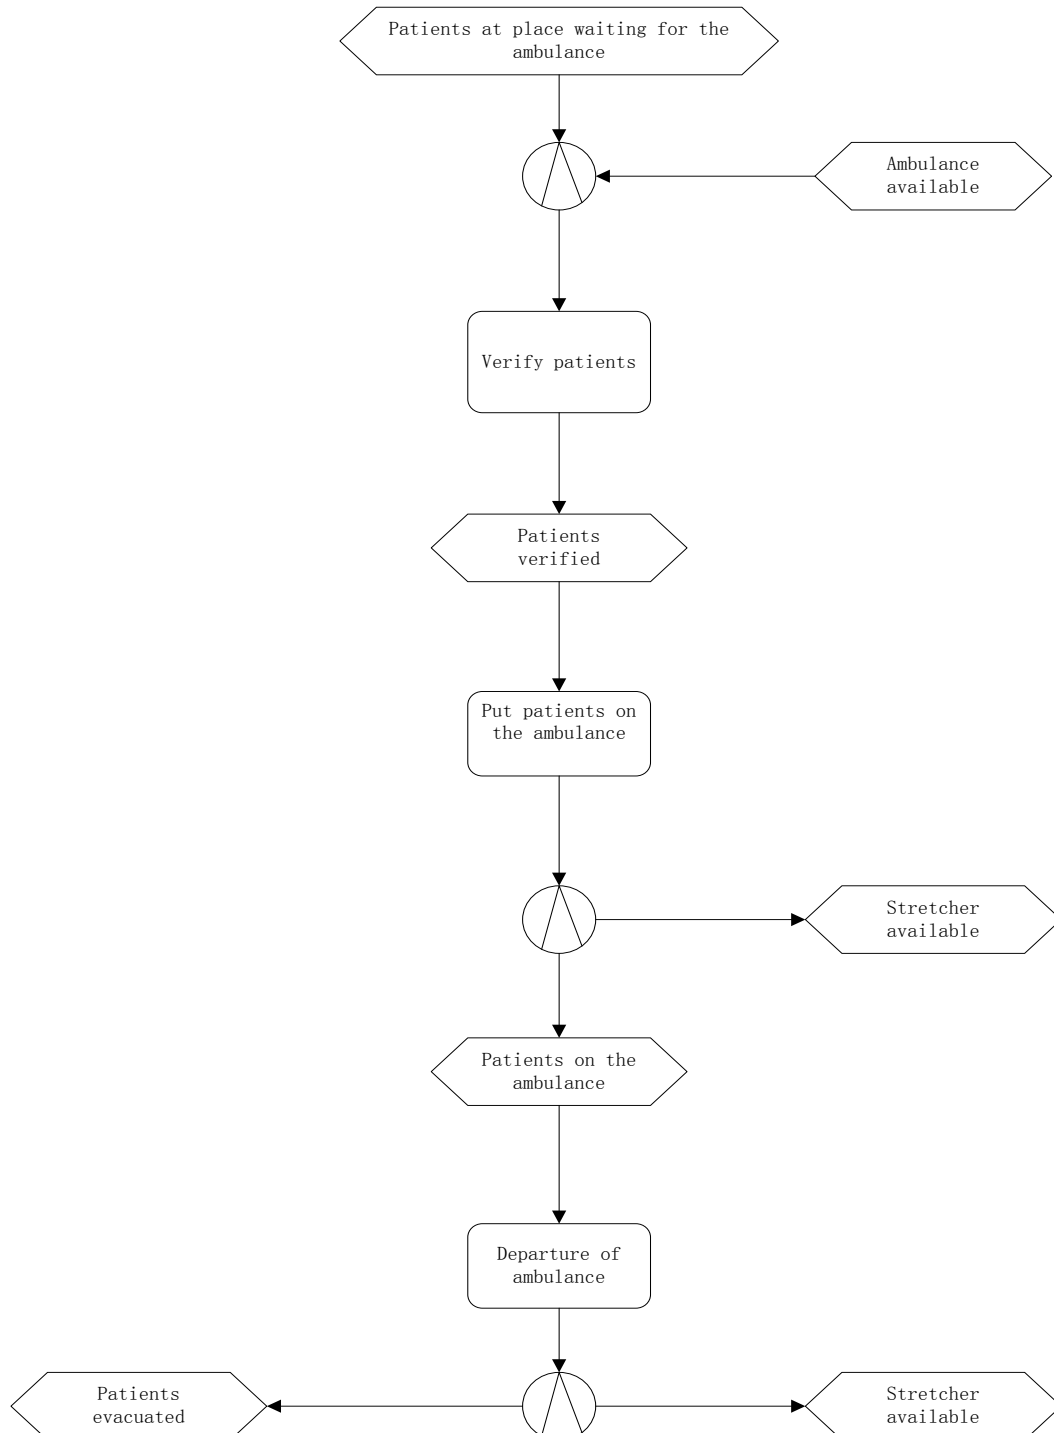 Patients at place waiting for the
ambulance
Ambulance
available
Verify patients
Patients
verified
Put patients on
the ambulance
Stretcher
available
Patients on the
ambulance
Departure of
ambulance
Patients
evacuated
Stretcher
available